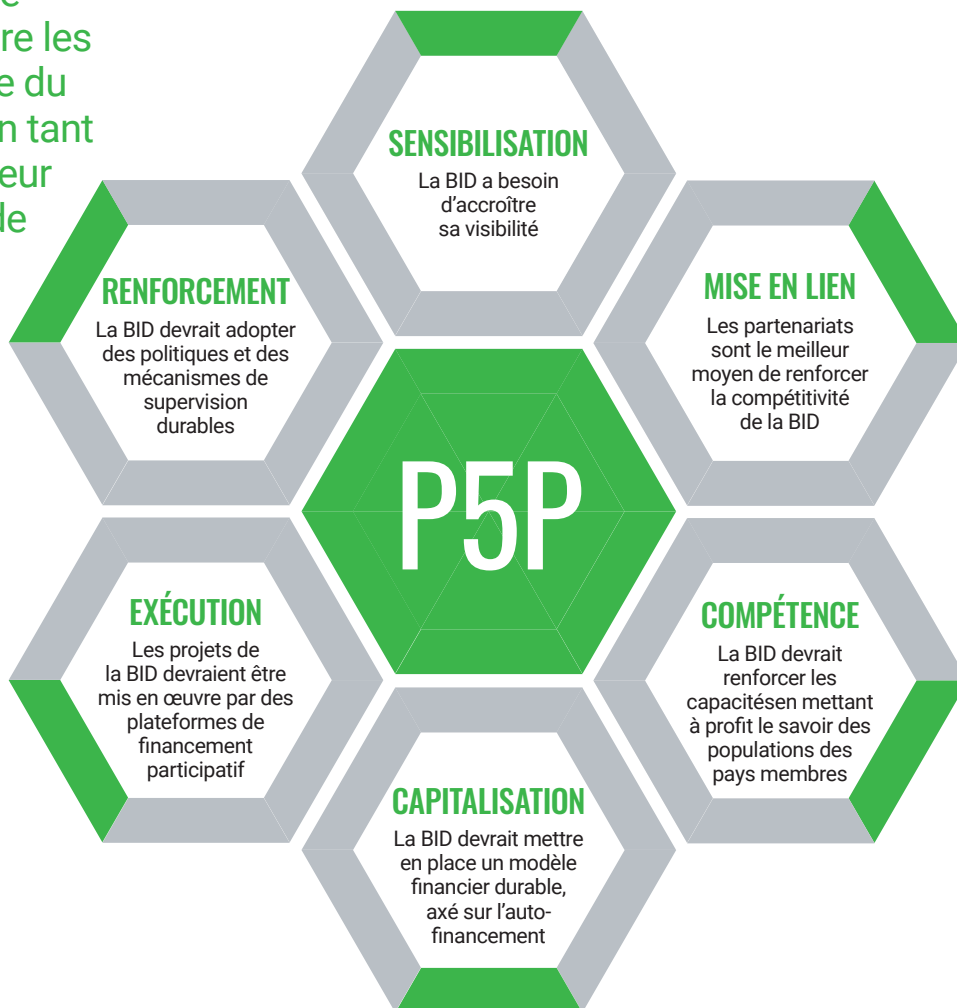 re les
e du
n tant
eur
de
SENSIBILISATION
La BID a besoin
d'accroître
sa visibilité
MISE EN LIEN
Les partenariats
sont le meilleur
moyen de renforcer
la compétitivité
de la BID
COMPÉTENCE
La BID devrait
renforcer les
capacitésen mettant
à profit le savoir des
populations des
pays membres
CAPITALISATION
La BID devrait mettre
en place un modèle
financier durable,
axé sur l'auto-
financement
EXÉCUTION
Les projets de
la BID devraient être
mis en œuvre par des
plateformes de
financement
participatif
RENFORCEMENT
La BID devrait adopter
des politiques et des
mécanismes de
supervision
durables
P5P